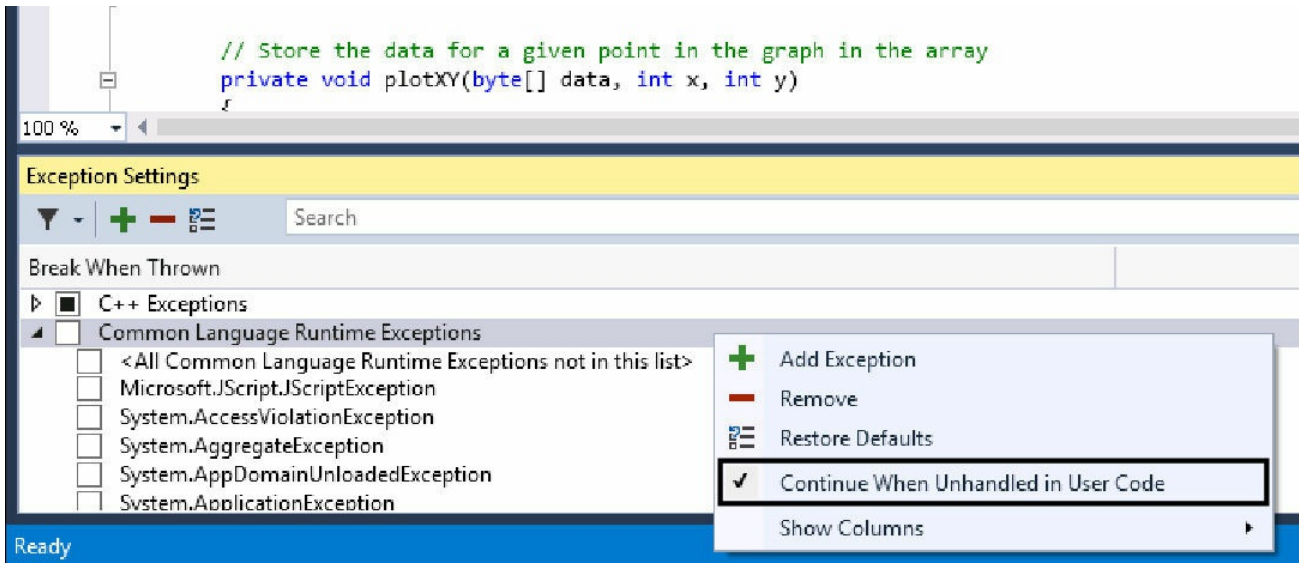 // Store the data for a given point in the graph in the array
private void plotXY(byte[] data, int x, int y)
{
100 %
Exception Settings
Search
Break When Thrown
C++ Exceptions
Common Language Runtime Exceptions
<All Common Language Runtime Exceptions not in this list>
Microsoft.JScript.JScriptException
System.AccessViolationException
System.AggregateException
System.AppDomainUnloadedException
System.ApplicationException
Add Exception
Remove
Restore Defaults
Continue When Unhandled in User Code
Show Columns
Ready